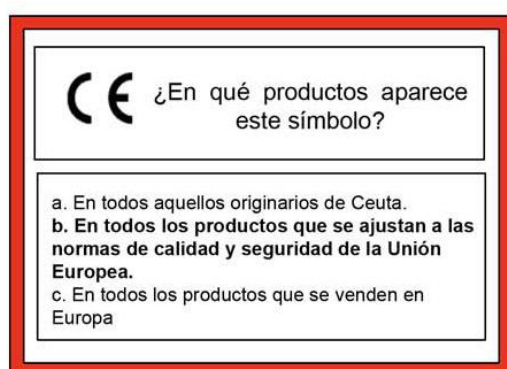 CE ¿En qué productos aparece
este símbolo?
a. En todos aquellos originarios de Ceuta.
b. En todos los productos que se ajustan a las
normas de calidad y seguridad de la Unión
Europea.
c. En todos los productos que se venden en
Europa